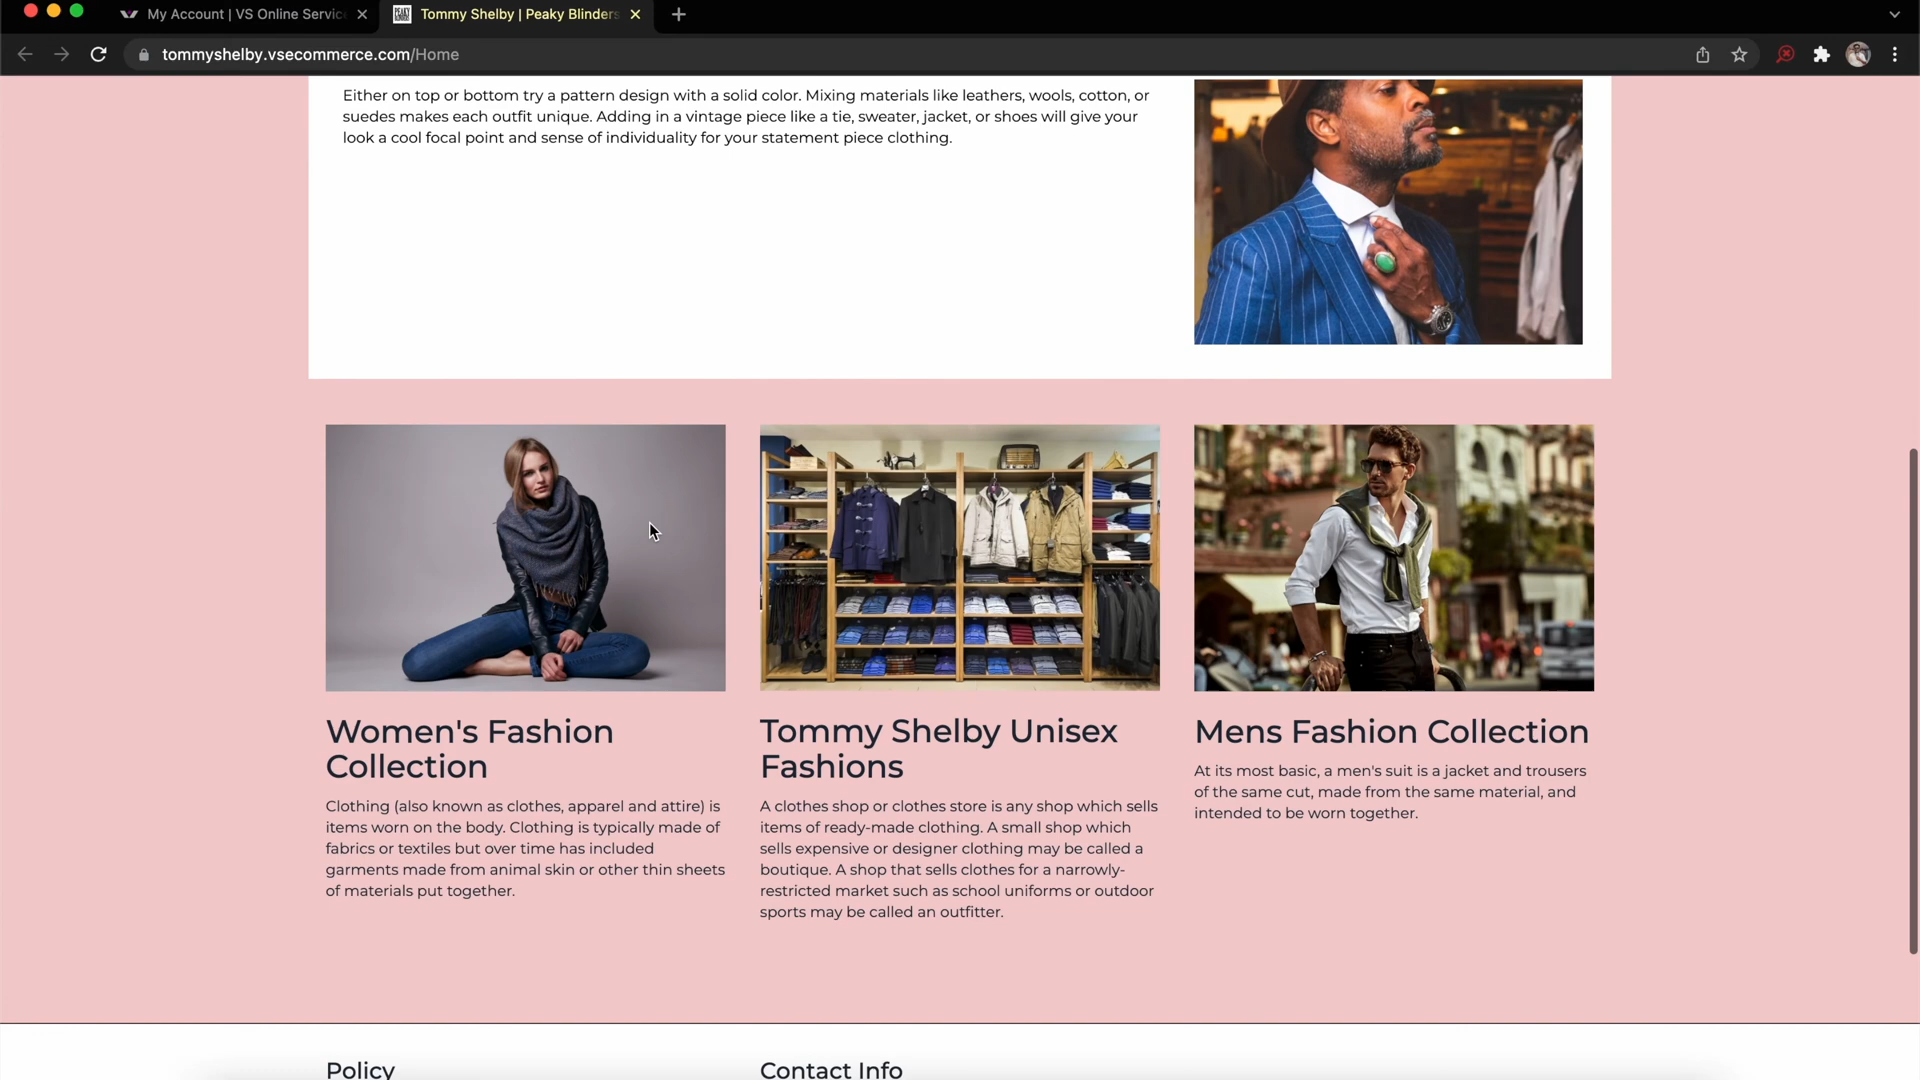 My Account | VS Online Servic
Tommy Shelby | Peaky Blinders
tommyshelby.vsecommerce.com/Home
Either on top or bottom try a pattern design with a solid color. Mixing materials like leathers, wools, cotton, or
suedes makes each outfit unique. Adding in a vintage piece like a tie, sweater, jacket, or shoes will give your
look a cool focal point and sense of individuality for your statement piece clothing.
Women's Fashion
Collection
Clothing (also known as clothes, apparel and attire) is
items worn on the body. Clothing is typically made of
fabrics or textiles but over time has included
garments made from animal skin or other thin sheets
of materials put together.
Tommy Shelby Unisex
Fashions
A clothes shop or clothes store is any shop which sells
items of ready-made clothing. A small shop which
sells expensive or designer clothing may be called a
boutique. A shop that sells clothes for a narrowly-
restricted market such as school uniforms or outdoor
sports may be called an outfitter.
Mens Fashion Collection
At its most basic, a men's suit is a jacket and trousers
of the same cut, made from the same material, and
intended to be worn together.
Policy
Contact Info